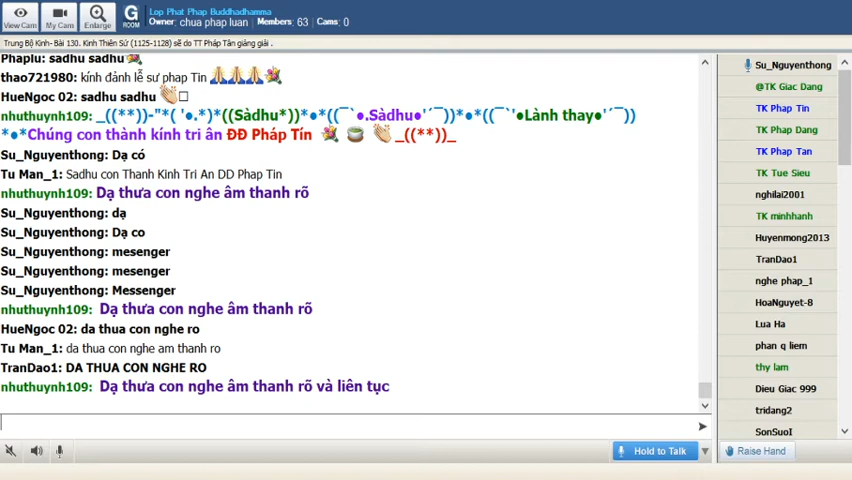 Lop Phat Phap Buddhadhamma
Owner: chua phap luan Members: 63 Cams: 0
View Cam My Cam Enlarge G ROOM
Trung Bộ Kinh- Bài 130. Kinh Thiên Sứ (1125-1128) sẽ do TT Pháp Tân giảng giải .
Phaplu: sadhu sadhu
thao721980: kính đảnh lễ sư phap Tin
HueNgoc 02: sadhu sadhu
nhuthuynh109: _((**))-"*( '●.*)*((Sàdhu*))*●*((¯`●.Sàdhu●'´¯))*●*((¯`'●Lành thay●'´¯))
*●*Chúng con thành kính tri ân ĐĐ Pháp Tín _((**))_
Su_Nguyenthong: Dạ có
Tu Man_1: Sadhu con Thanh Kinh Tri An DD Phap Tin
nhuthuynh109: Dạ thưa con nghe âm thanh rõ
Su_Nguyenthong: dạ
Su_Nguyenthong: Dạ co
Su_Nguyenthong: mesenger
Su_Nguyenthong: mesenger
Su_Nguyenthong: Messenger
nhuthuynh109: Dạ thưa con nghe âm thanh rõ
HueNgoc 02: da thua con nghe ro
Tu Man_1: da thua con nghe am thanh ro
TranDao1: DA THUA CON NGHE RO
nhuthuynh109: Dạ thưa con nghe âm thanh rõ và liên tục
Hold to Talk
Su_Nguyenthong
@TK Giac Dang
TK Phap Tin
TK Phap Dang
TK Phap Tan
TK Tue Sieu
nghilai2001
TK minhhanh
Huyenmong2013
TranDao1
nghe phap_1
HoaNguyet-8
Lua Ha
phan q liem
thy lam
Dieu Giac 999
tridang2
SonSuoI
Raise Hand